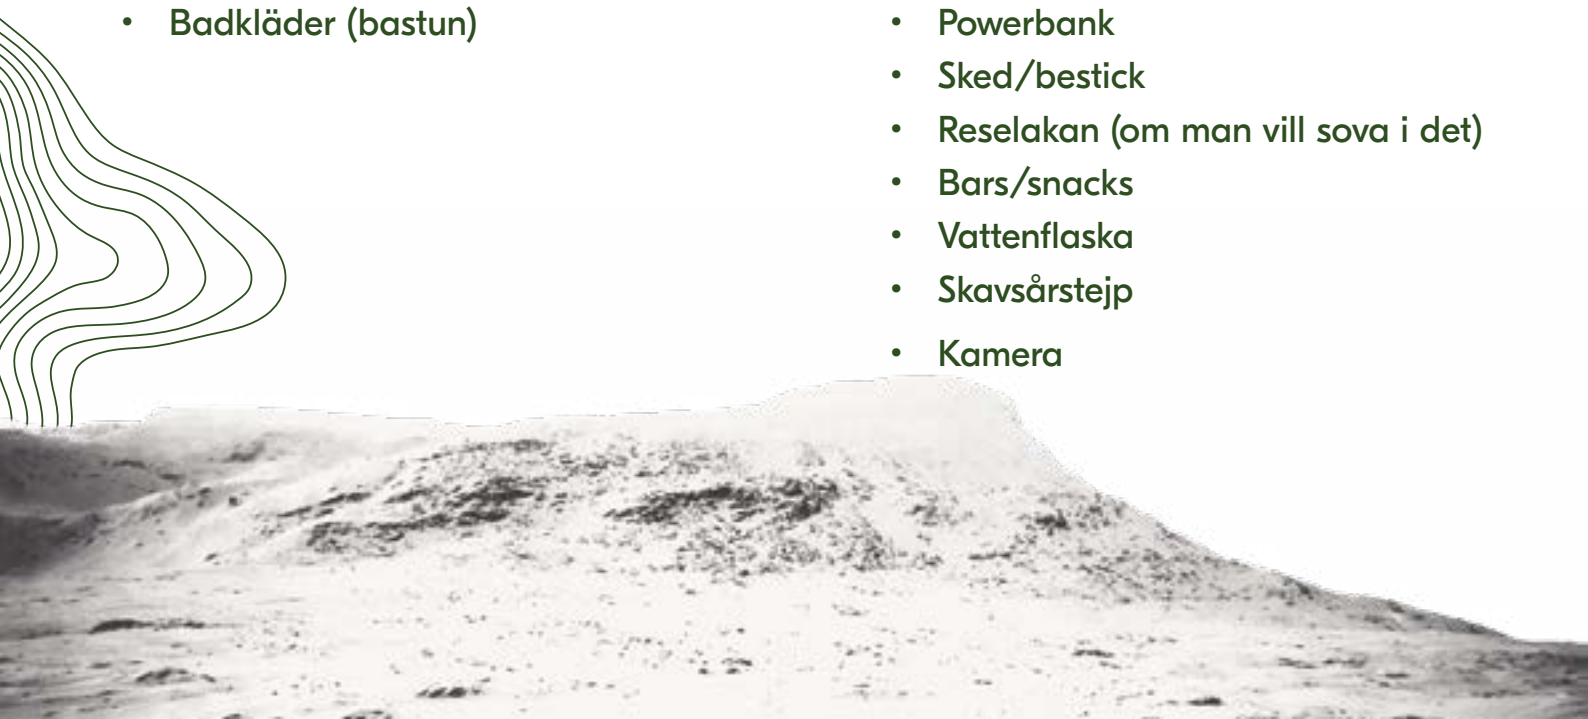 • Badkläder (bastun)
• Powerbank
• Sked/bestick
• Reselakan (om man vill sova i det)
• Bars/snacks
• Vattenflaska
• Skavsårstejp
• Kamera